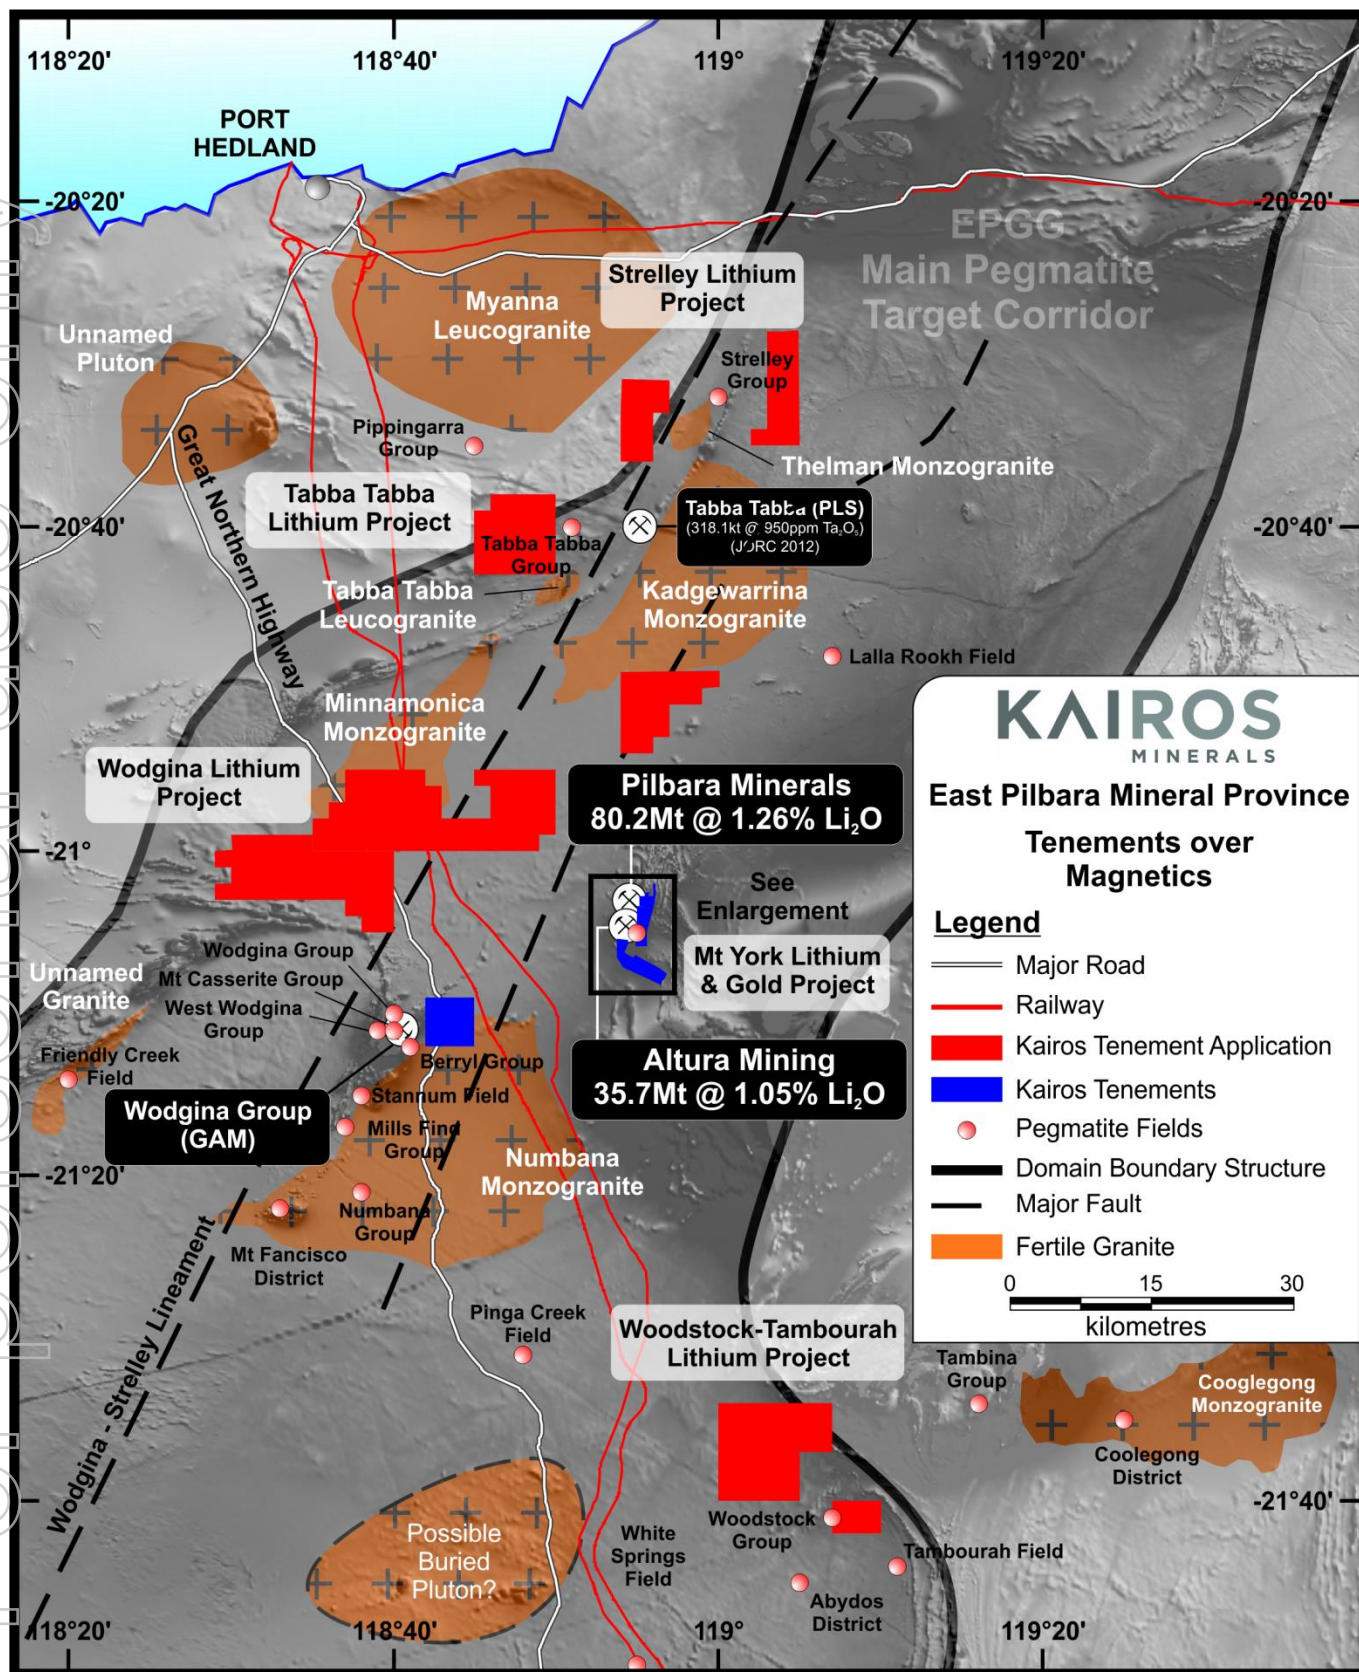 118°20'
118°40'
119°
119°20'
PORT
HEDLAND
-20°20'
-20°20'
EPGG
Main Pegmatite
Target Corridor
Strelley Lithium
Project
Myanna
Leucogranite
Unnamed
Pluton
Strelley
Group
Pippingarra
Group
Great Northern Highway
Thelman Monzogranite
Tabba Tabba
Lithium Project
Tabba Tabba (PLS)
(318.1kt @ 950ppm Ta₂O₅)
(JORC 2012)
-20°40'
-20°40'
Tabba Tabba
Group
Tabba Tabba
Leucogranite
Kadgewarrina
Monzogranite
Lalla Rookh Field
Minnamonica
Monzogranite
Wodgina Lithium
Project
Pilbara Minerals
80.2Mt @ 1.26% Li₂O
-21°
See
Enlargement
Mt York Lithium
& Gold Project
Wodgina Group
Mt Casserite Group
West Wodgina
Group
Unnamed
Granite
Friendly Creek
Field
Berryl Group
Stannum Field
Mills Find
Group
Wodgina Group
(GAM)
Altura Mining
35.7Mt @ 1.05% Li₂O
-21°20'
Numbana
Monzogranite
Numbana
Group
Mt Fancisco
District
Wodgina - Strelley Lineament
Pinga Creek
Field
Woodstock-Tambourah
Lithium Project
Tambina
Group
Cooglegong
Monzogranite
Coolegong
District
-21°40'
Woodstock
Group
White
Springs
Field
Tambourah Field
Abydos
District
Possible
Buried
Pluton?
118°20'
118°40'
119°
119°20'
KAIROS
MINERALS
East Pilbara Mineral Province
Tenements over
Magnetics
Legend
Major Road
Railway
Kairos Tenement Application
Kairos Tenements
Pegmatite Fields
Domain Boundary Structure
Major Fault
Fertile Granite
0 15 30
kilometres